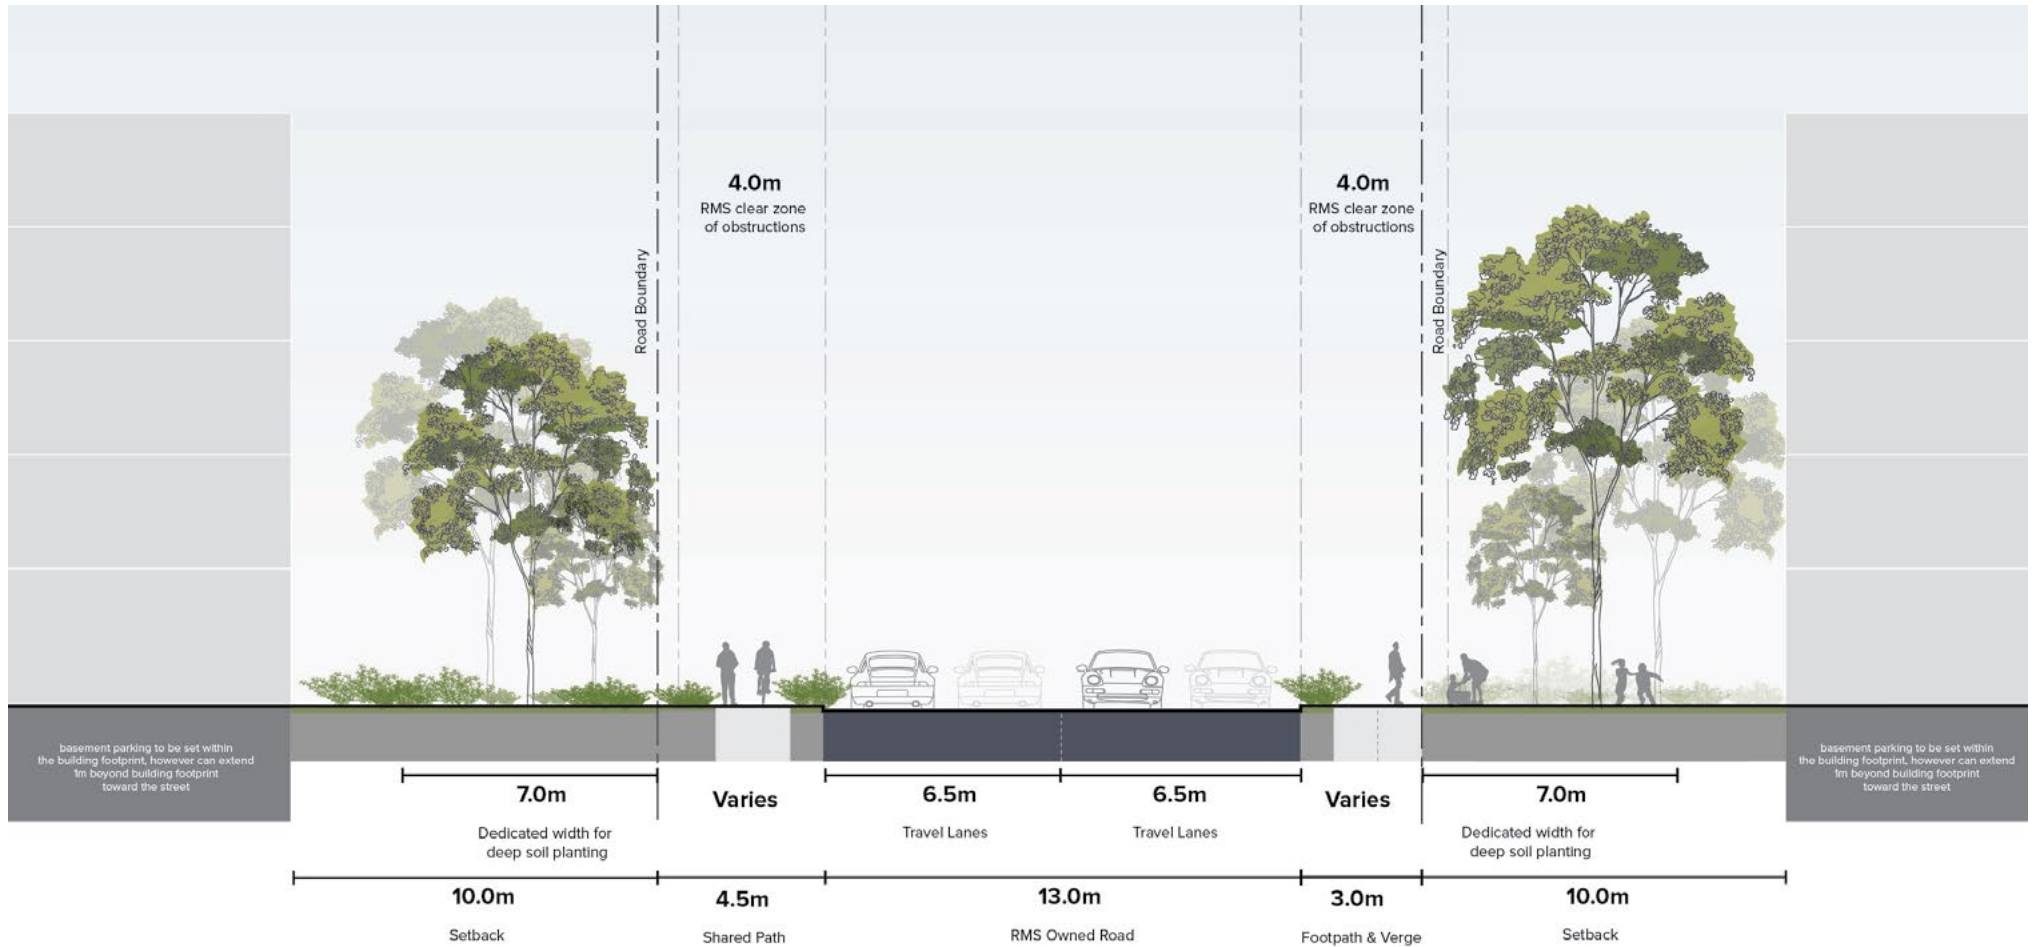 4.0m
RMS clear zone
of obstructions
4.0m
RMS clear zone
of obstructions
Road Boundary
Road Boundary
basement parking to be set within
the building footprint, however can extend
1m beyond building footprint
toward the street
basement parking to be set within
the building footprint, however can extend
1m beyond building footprint
toward the street
7.0m
Varies
6.5m
6.5m
Varies
7.0m
Dedicated width for
deep soil planting
Travel Lanes
Travel Lanes
Dedicated width for
deep soil planting
10.0m
4.5m
13.0m
3.0m
10.0m
Setback
Shared Path
RMS Owned Road
Footpath & Verge
Setback